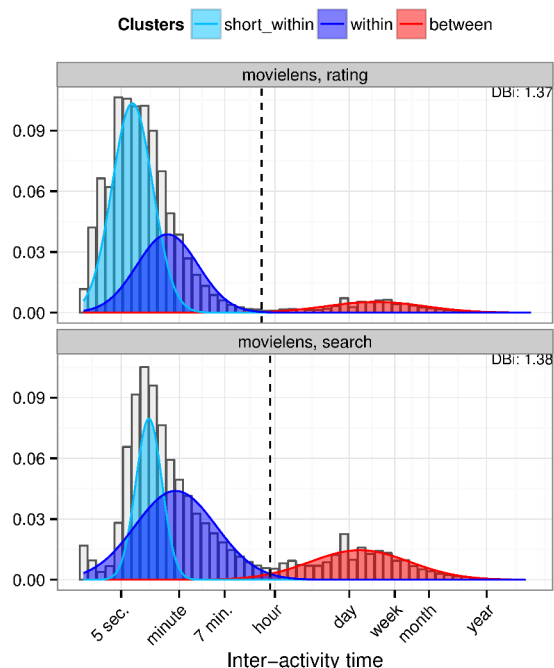 Clusters short_within within between
movielens, rating
DBi: 1.37
0.09
0.06
0.03
0.00
movielens, search
DBi: 1.38
0.09
0.06
0.03
0.00
5 sec. minute 7 min. hour day week month year
Inter−activity time